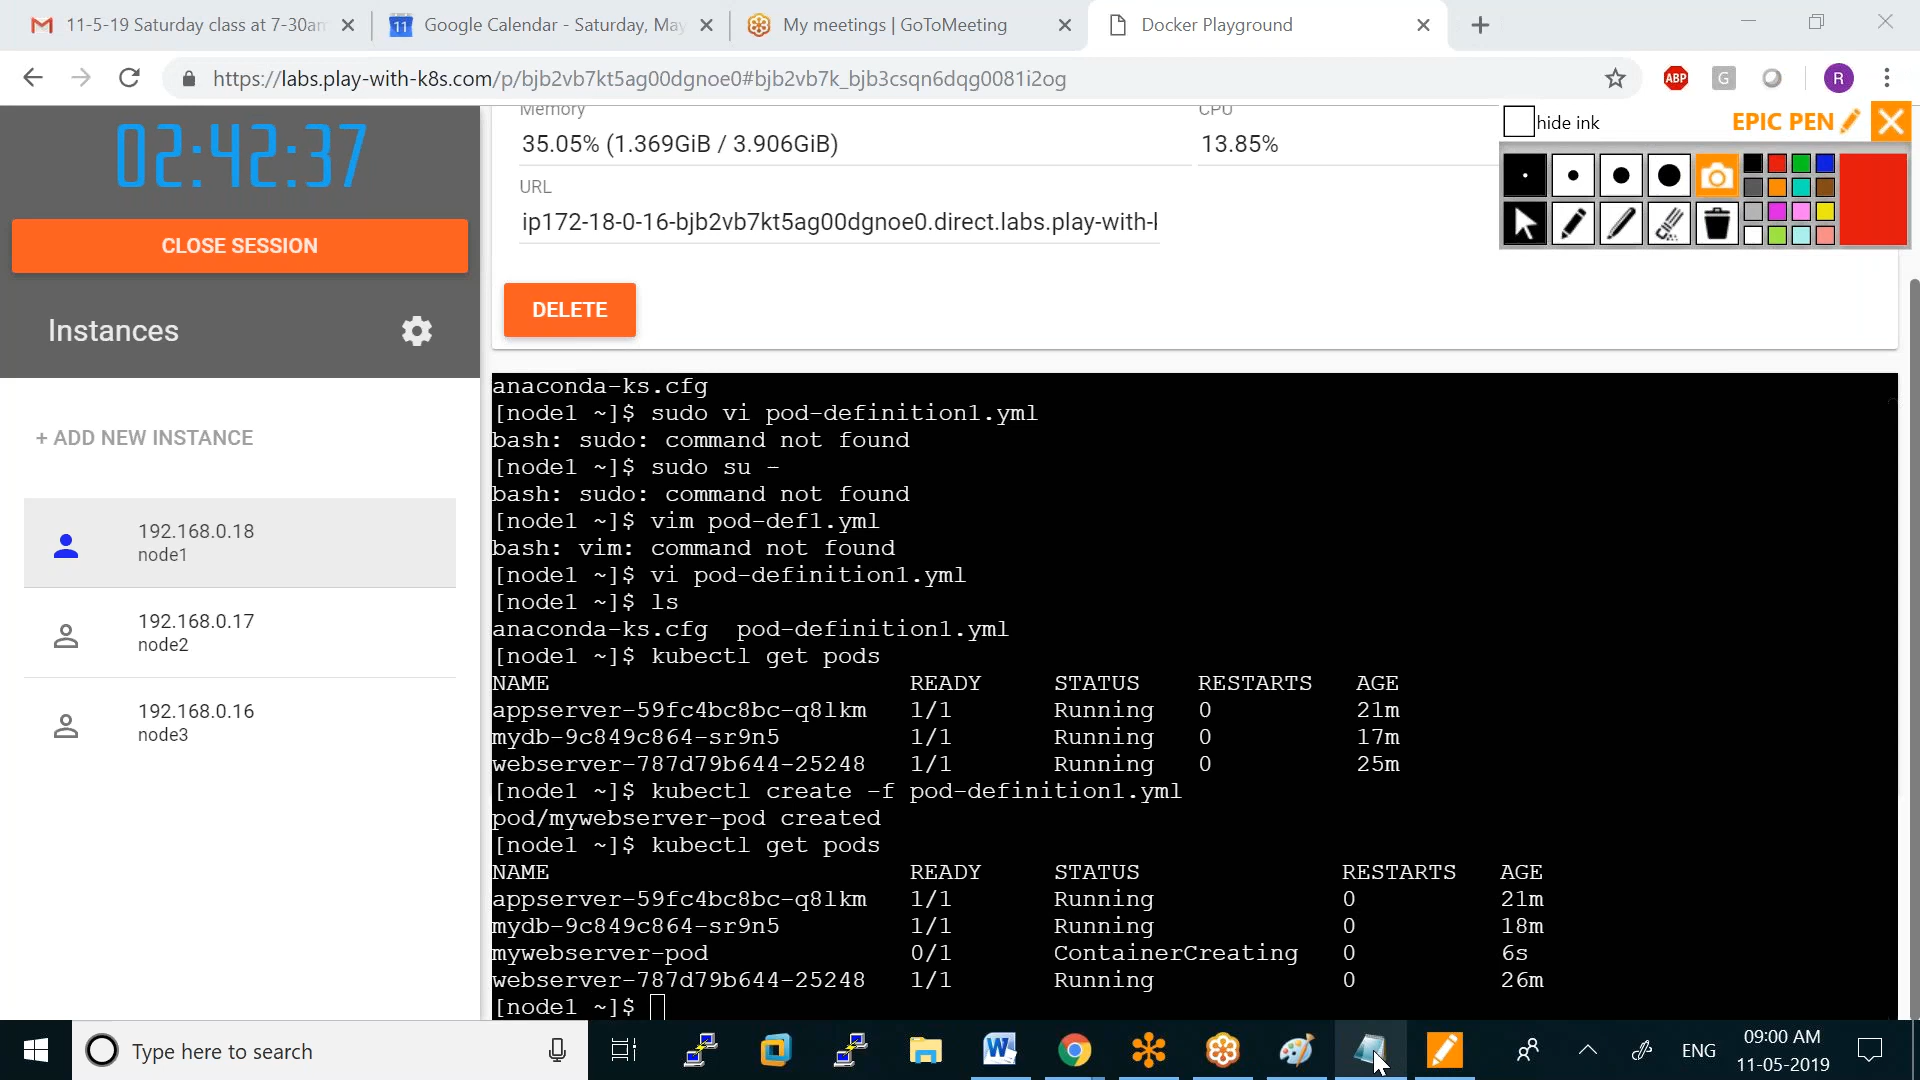 11-5-19 Saturday class at 7-30am
Google Calendar - Saturday, May
My meetings | GoToMeeting
Docker Playground
https://labs.play-with-k8s.com/p/bjb2vb7kt5ag00dgnoe0#bjb2vb7k_bjb3csqn6dqg0081i2og
ABP
G
R
02:42:37
CLOSE SESSION
Instances
+ ADD NEW INSTANCE
192.168.0.18
node1
192.168.0.17
node2
192.168.0.16
node3
Memory
CPU
35.05% (1.369GiB / 3.906GiB)
13.85%
URL
ip172-18-0-16-bjb2vb7kt5ag00dgnoe0.direct.labs.play-with-
DELETE
hide ink
EPIC PEN
anaconda-ks.cfg
[node1 ~]$ sudo vi pod-definition1.yml
bash: sudo: command not found
[node1 ~]$ sudo su -
bash: sudo: command not found
[node1 ~]$ vim pod-def1.yml
bash: vim: command not found
[node1 ~]$ vi pod-definition1.yml
[node1 ~]$ ls
anaconda-ks.cfg  pod-definition1.yml
[node1 ~]$ kubectl get pods
NAME READY STATUS RESTARTS AGE
appserver-59fc4bc8bc-q8lkm 1/1 Running 0 21m
mydb-9c849c864-sr9n5 1/1 Running 0 17m
webserver-787d79b644-25248 1/1 Running 0 25m
[node1 ~]$ kubectl create -f pod-definition1.yml
pod/mywebserver-pod created
[node1 ~]$ kubectl get pods
NAME READY STATUS RESTARTS AGE
appserver-59fc4bc8bc-q8lkm 1/1 Running 0 21m
mydb-9c849c864-sr9n5 1/1 Running 0 18m
mywebserver-pod 0/1 ContainerCreating 0 6s
webserver-787d79b644-25248 1/1 Running 0 26m
[node1 ~]$
Type here to search
ENG
09:00 AM
11-05-2019